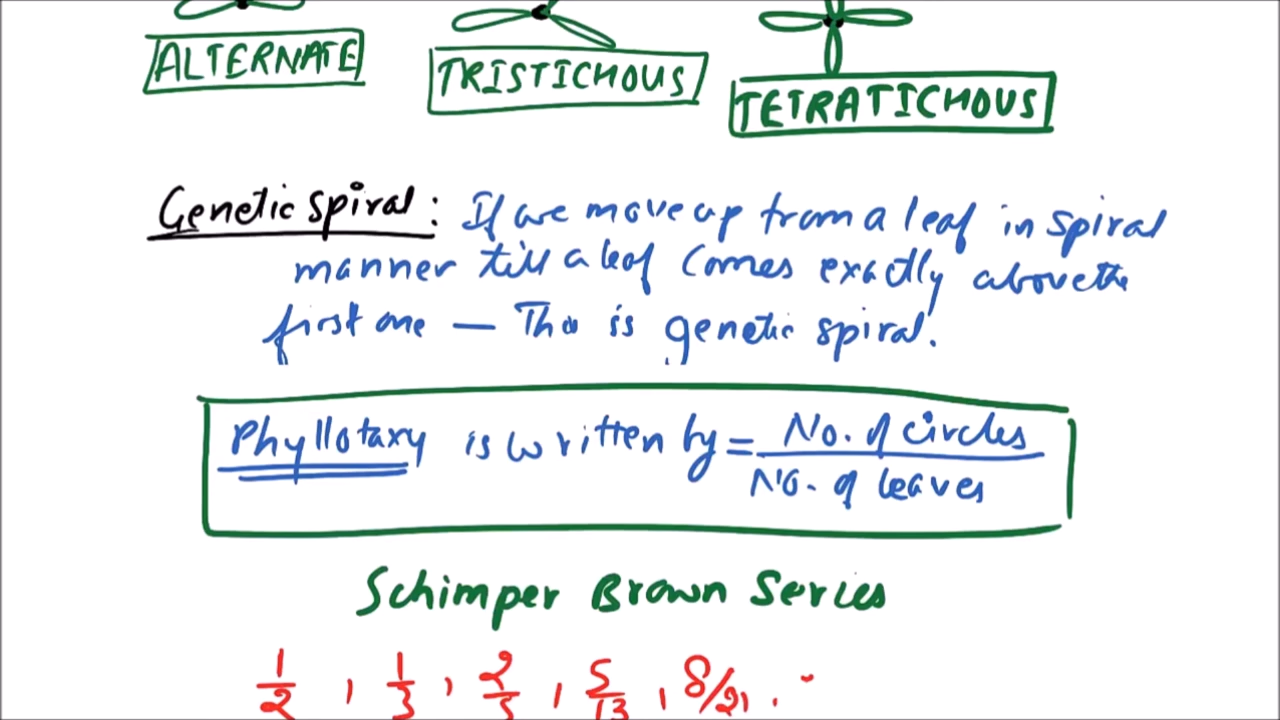 ALTERNATE
TRISTICHOUS
TETRATICHOUS
Genetic spiral : If we move up from a leaf in spiral
manner till a leaf comes exactly above the
first one — This is genetic spiral.
Phyllotaxy is written by = No. of circles
No. of leaves
Schimper Brown Series
1/2 , 1/3 , 2/5 , 5/13 , 8/21 . -